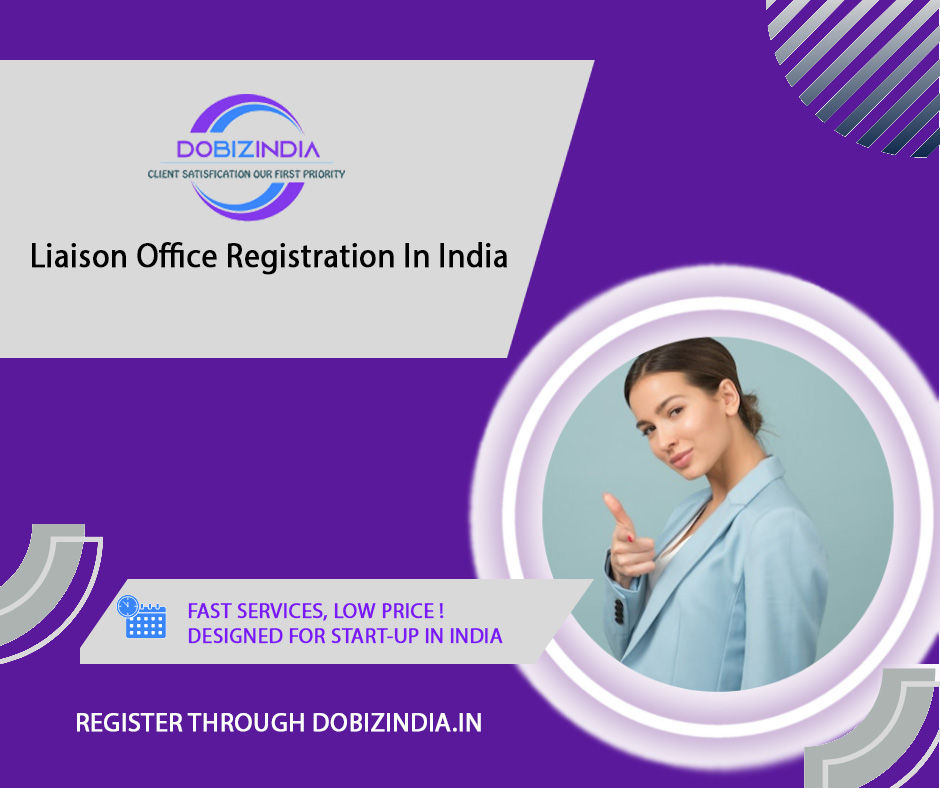 DOBIZINDIA
CLIENT SATISFICATION OUR FIRST PRIORITY
Liaison Office Registration In India
FAST SERVICES, LOW PRICE !
DESIGNED FOR START-UP IN INDIA
REGISTER THROUGH DOBIZINDIA.IN